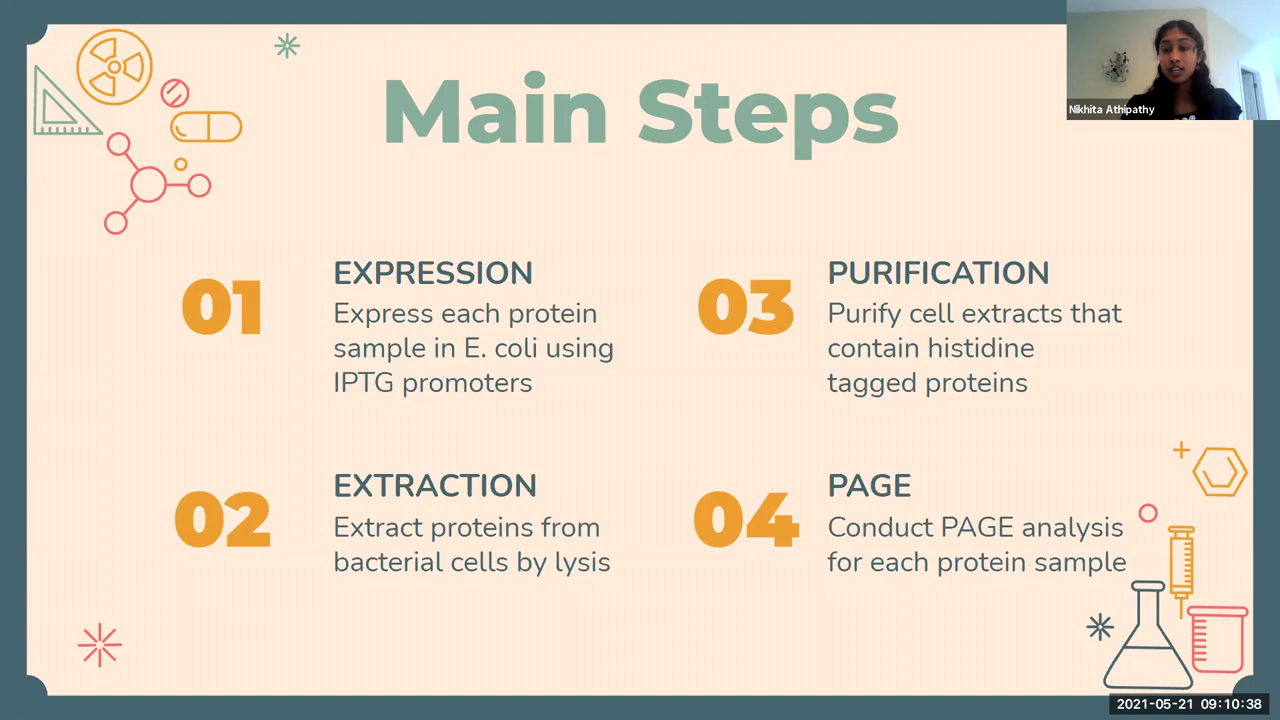 Main Steps
Nikhita Athipathy
01
EXPRESSION
Express each protein
sample in E. coli using
IPTG promoters
02
EXTRACTION
Extract proteins from
bacterial cells by lysis
03
PURIFICATION
Purify cell extracts that
contain histidine
tagged proteins
04
PAGE
Conduct PAGE analysis
for each protein sample
2021-05-21 09:10:38